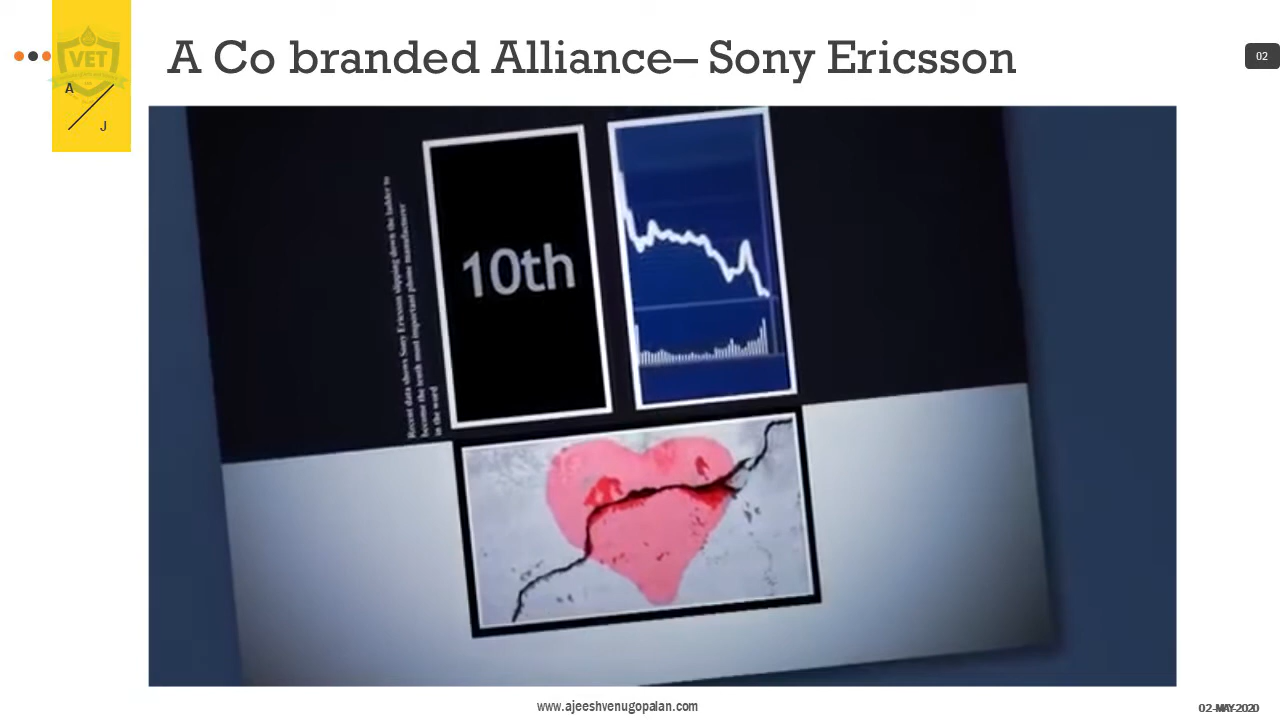 A Co branded Alliance– Sony Ericsson
02
VET
A
J
10th
Recent data shows Sony Ericsson slipping down the ladder to
become the tenth most important phone manufacturer
in the word
www.ajeeshvenugopalan.com
02-MAY-2020